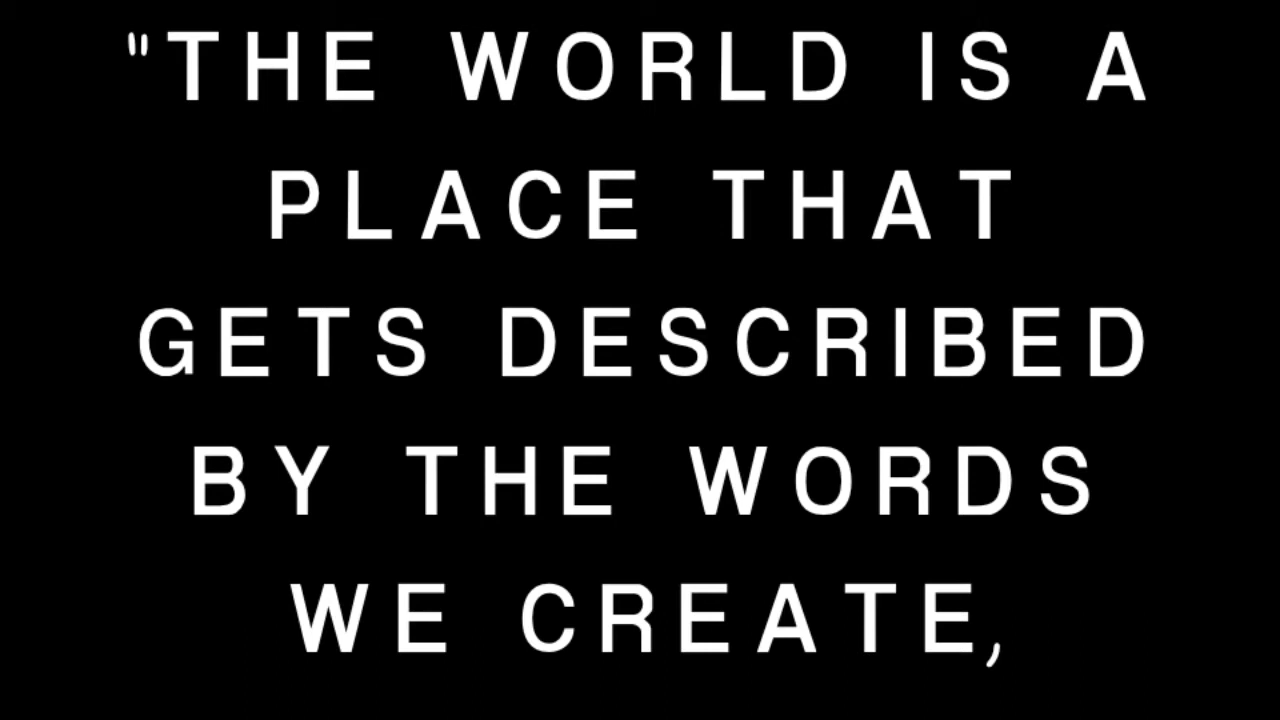 "THE WORLD IS A
PLACE THAT
GETS DESCRIBED
BY THE WORDS
WE CREATE,